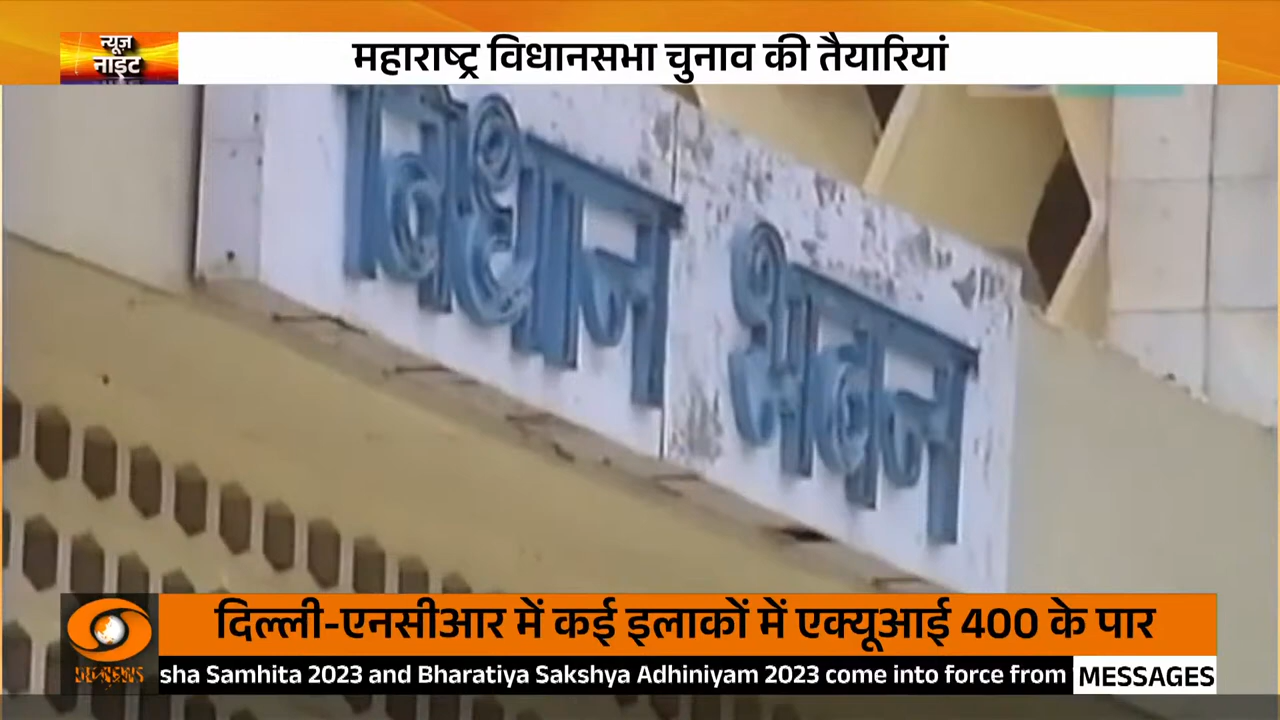 न्यूज़
नाइट
महाराष्ट्र विधानसभा चुनाव की तैयारियां
विधान भवन
दिल्ली-एनसीआर में कई इलाकों में एक्यूआई 400 के पार
sha Samhita 2023 and Bharatiya Sakshya Adhiniyam 2023 come into force from
MESSAGES